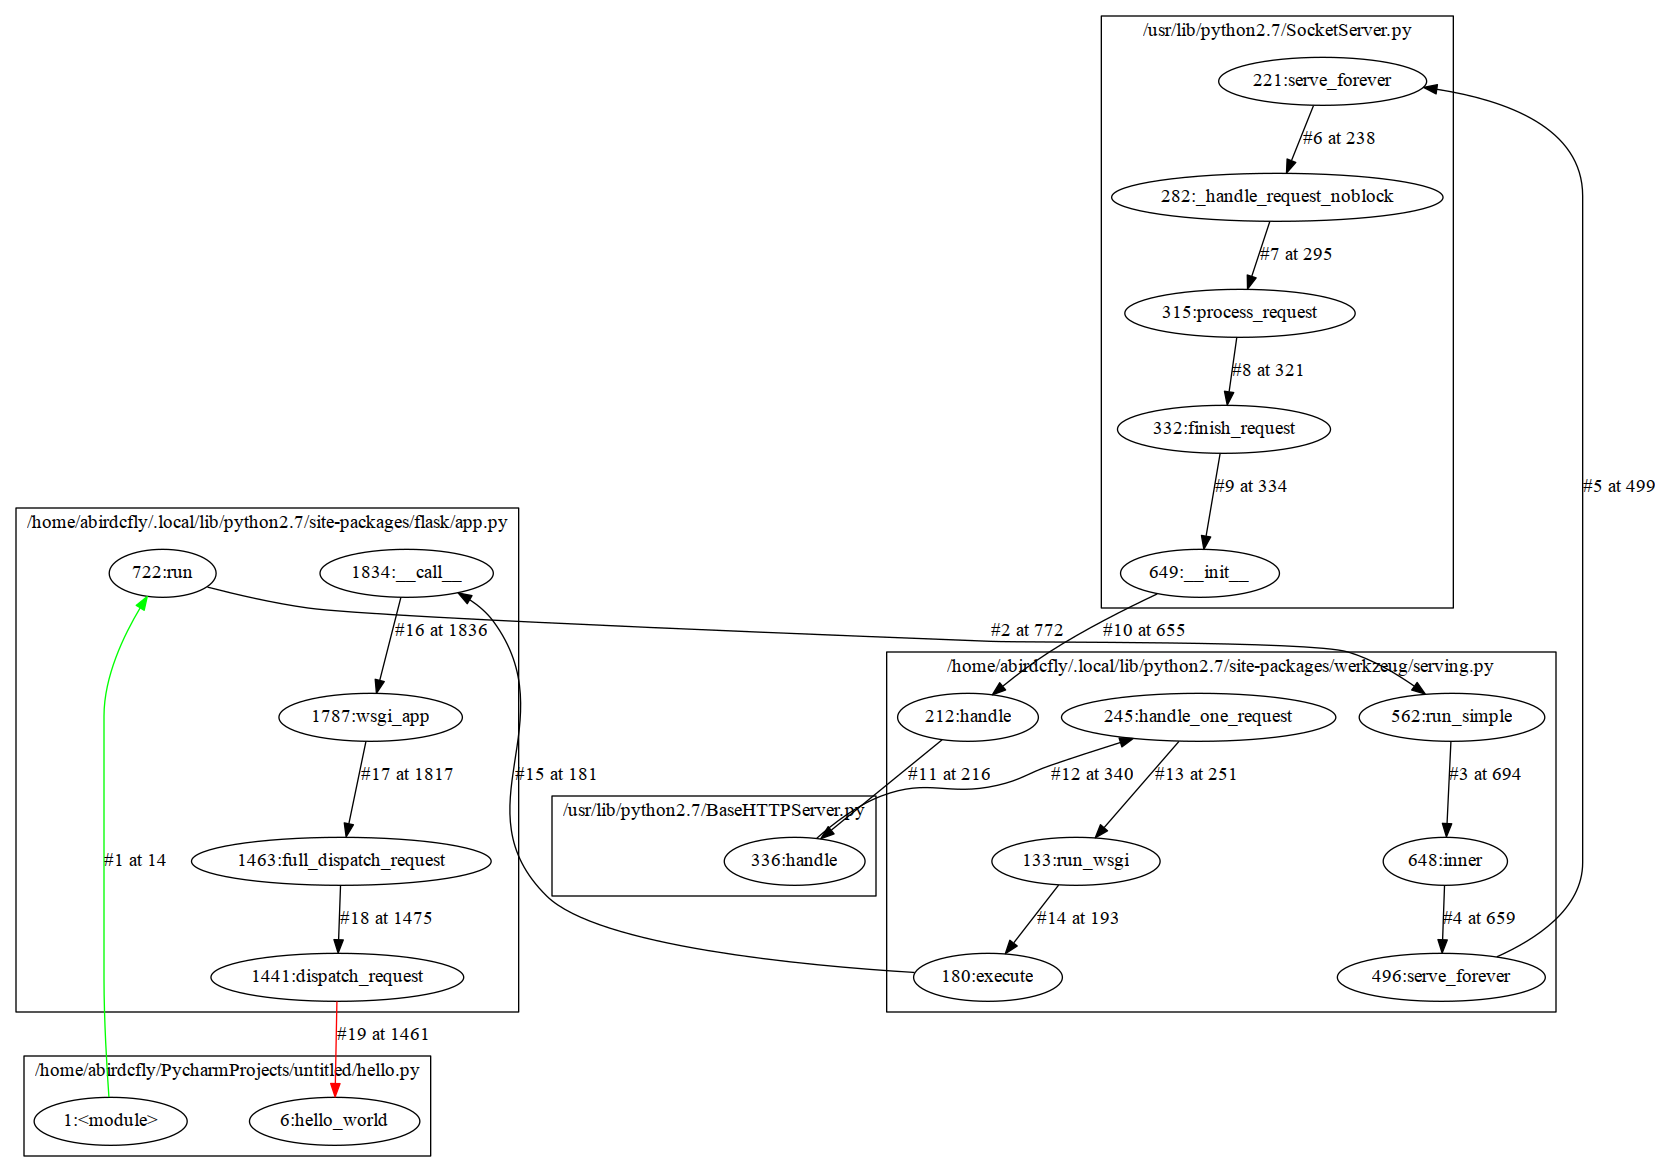 /usr/lib/python2.7/SocketServer.py
221:serve_forever
#6 at 238
282:_handle_request_noblock
#7 at 295
315:process_request
#8 at 321
332:finish_request
#9 at 334
#5 at 499
649:__init__
/home/abirdcfly/.local/lib/python2.7/site-packages/flask/app.py
722:run
1834:__call__
#16 at 1836
#2 at 772
#10 at 655
1787:wsgi_app
#17 at 1817
#15 at 181
#1 at 14
1463:full_dispatch_request
#18 at 1475
1441:dispatch_request
#19 at 1461
/home/abirdcfly/.local/lib/python2.7/site-packages/werkzeug/serving.py
212:handle
245:handle_one_request
562:run_simple
#11 at 216
#12 at 340
#13 at 251
#3 at 694
/usr/lib/python2.7/BaseHTTPServer.py
336:handle
133:run_wsgi
648:inner
#14 at 193
#4 at 659
180:execute
496:serve_forever
/home/abirdcfly/PycharmProjects/untitled/hello.py
1:<module>
6:hello_world